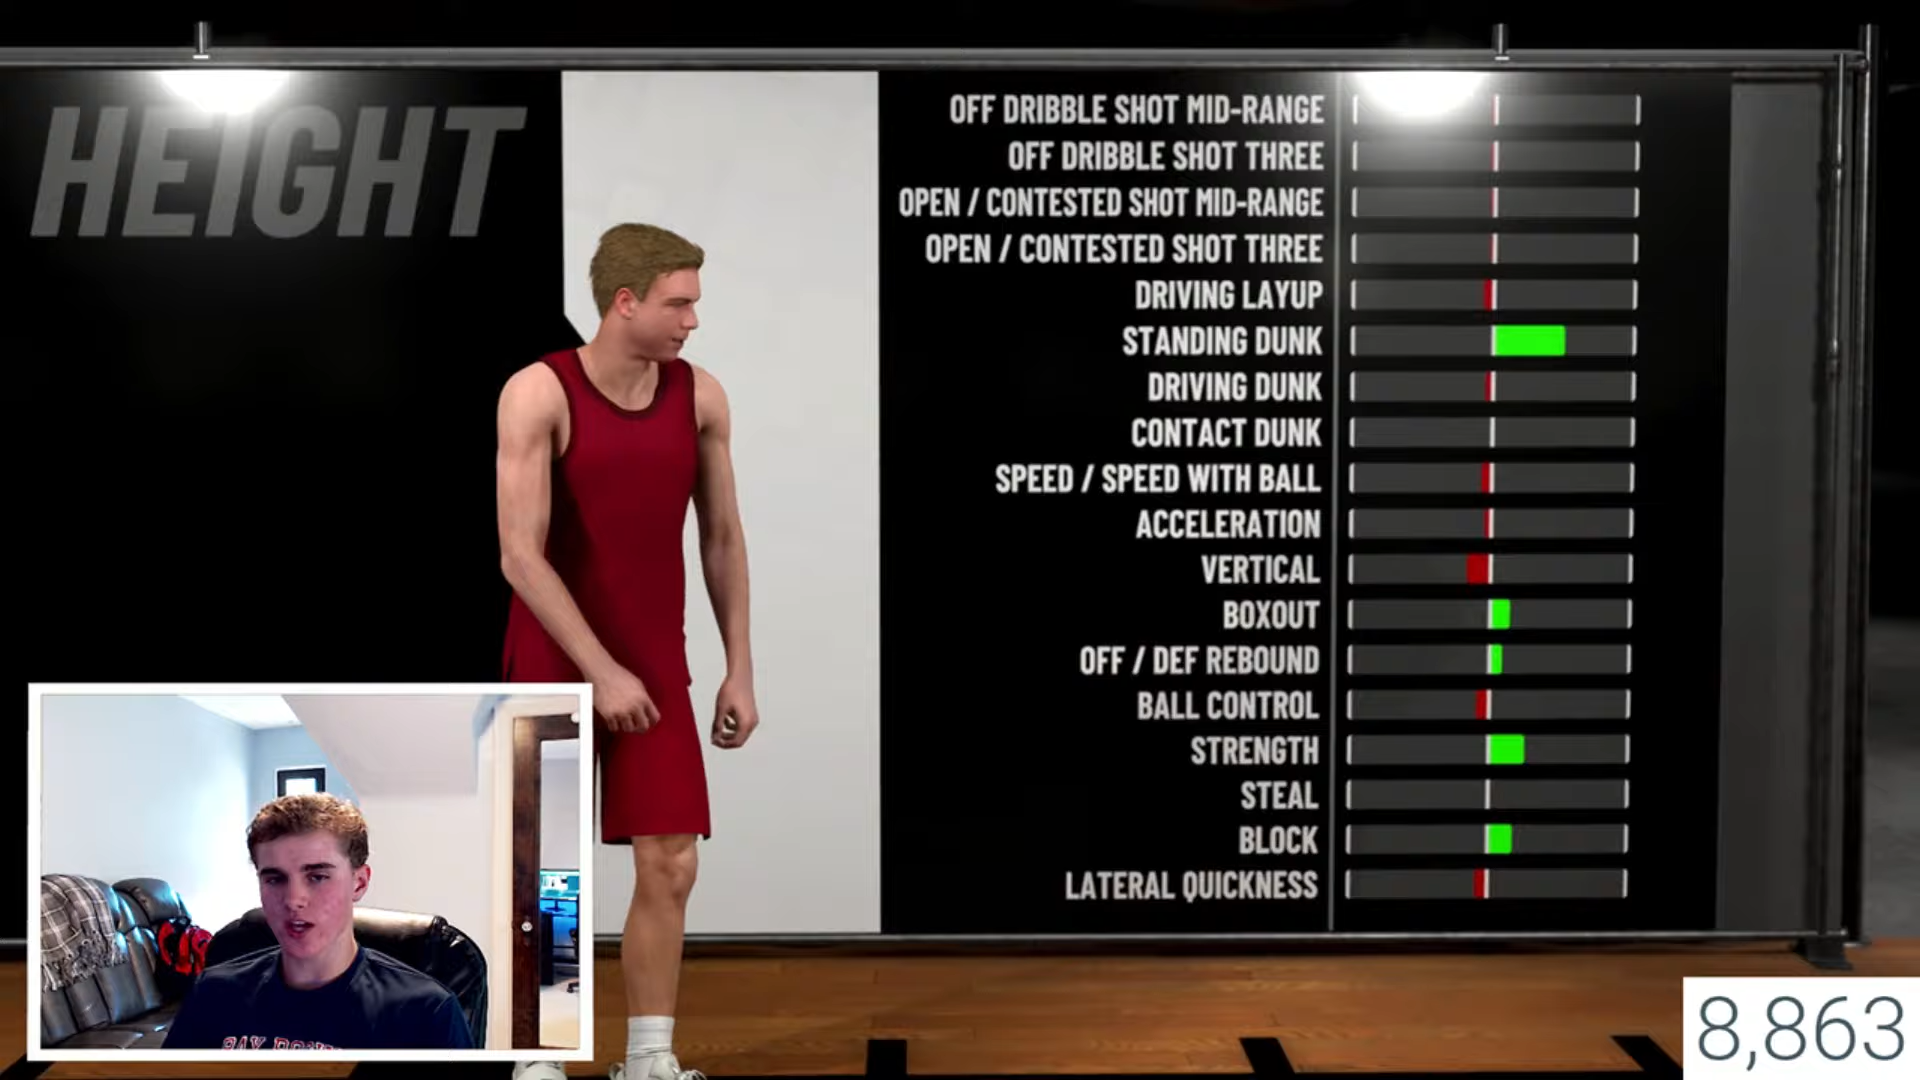 HEIGHT
OFF DRIBBLE SHOT MID-RANGE
OFF DRIBBLE SHOT THREE
OPEN / CONTESTED SHOT MID-RANGE
OPEN / CONTESTED SHOT THREE
DRIVING LAYUP
STANDING DUNK
DRIVING DUNK
CONTACT DUNK
SPEED / SPEED WITH BALL
ACCELERATION
VERTICAL
BOXOUT
OFF / DEF REBOUND
BALL CONTROL
STRENGTH
STEAL
BLOCK
LATERAL QUICKNESS
8,863